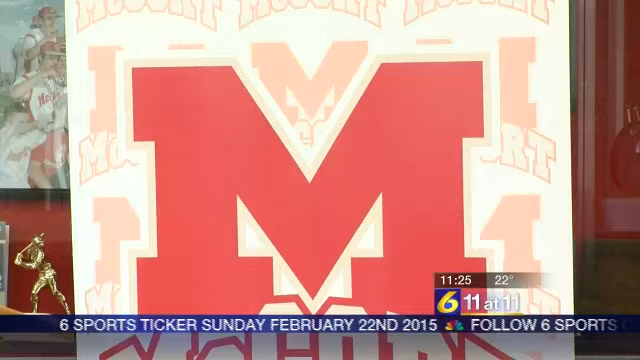 McCORT McCORT McCORT
M
McCORT
11:25 22°
6 11 at 11
6 SPORTS TICKER SUNDAY FEBRUARY 22ND 2015 FOLLOW 6 SPORTS